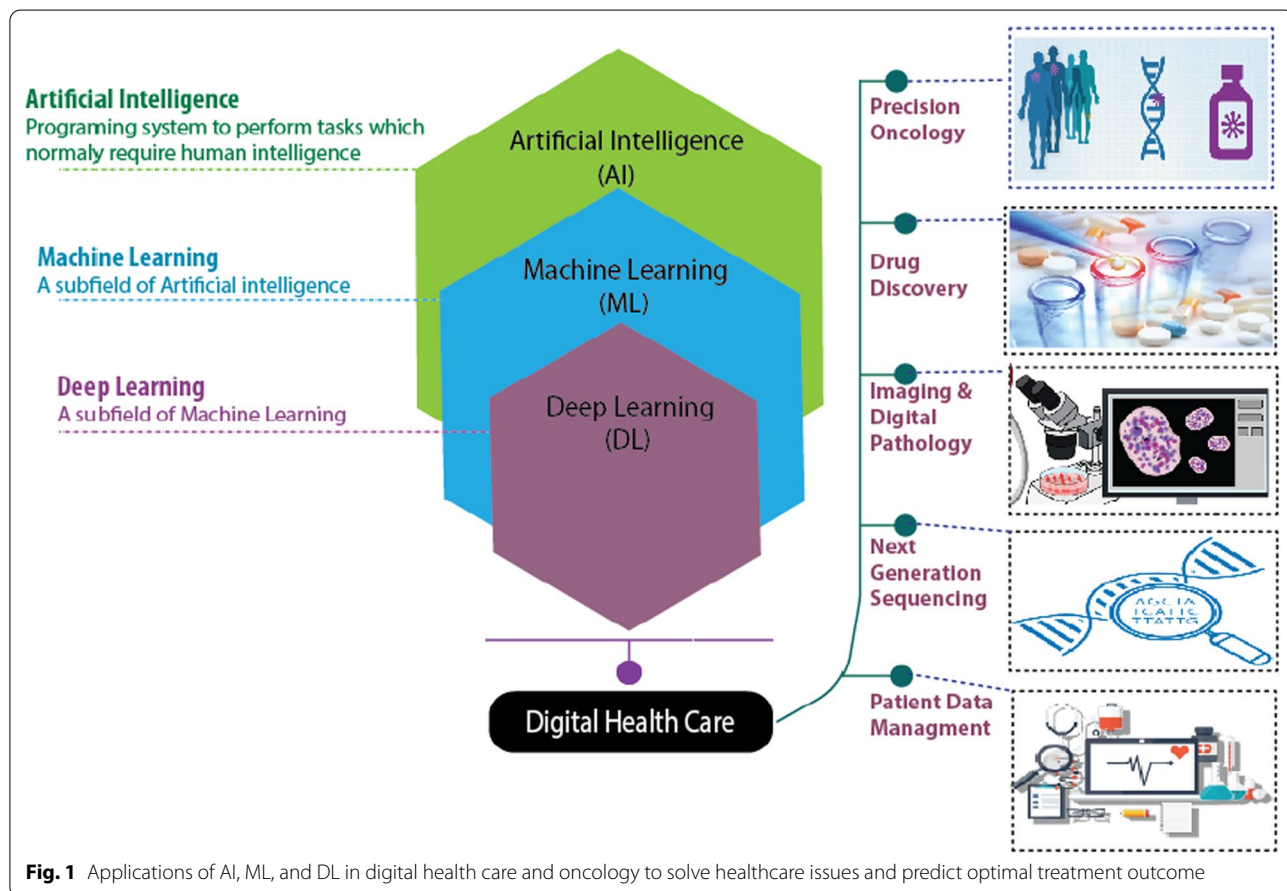 Artificial Intelligence
Programing system to perform tasks which
normaly require human intelligence
Machine Learning
A subfield of Artificial intelligence
Deep Learning
A subfield of Machine Learning
Artificial Intelligence
(AI)
Machine Learning
(ML)
Deep Learning
(DL)
Digital Health Care
Precision
Oncology
Drug
Discovery
Imaging &
Digital
Pathology
Next
Generation
Sequencing
Patient Data
Managment
TTATTG
Fig. 1 Applications of AI, ML, and DL in digital health care and oncology to solve healthcare issues and predict optimal treatment outcome